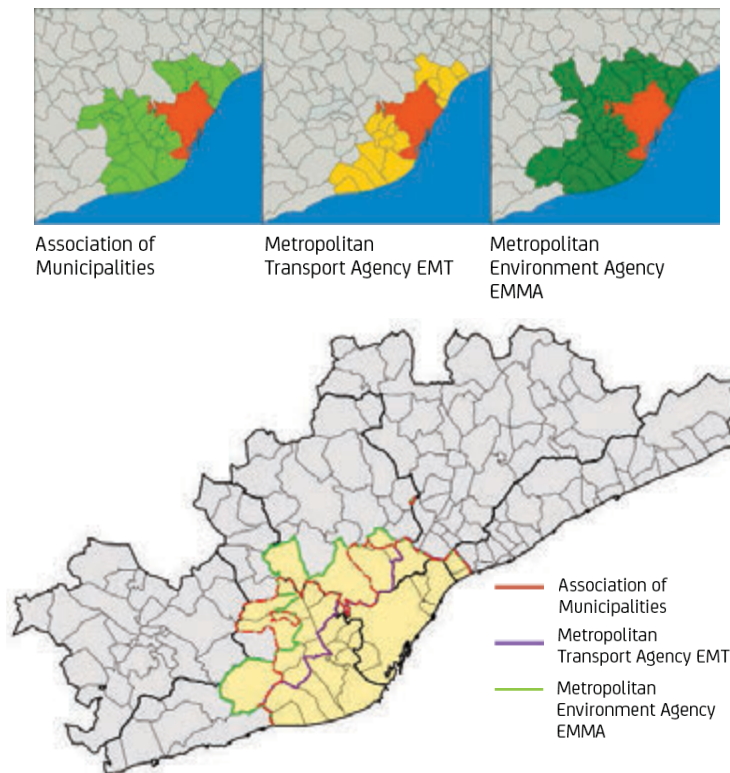 Association of
Municipalities
Metropolitan
Transport Agency EMT
Metropolitan
Environment Agency
EMMA
Association of
Municipalities
Metropolitan
Transport Agency EMT
Metropolitan
Environment Agency
EMMA